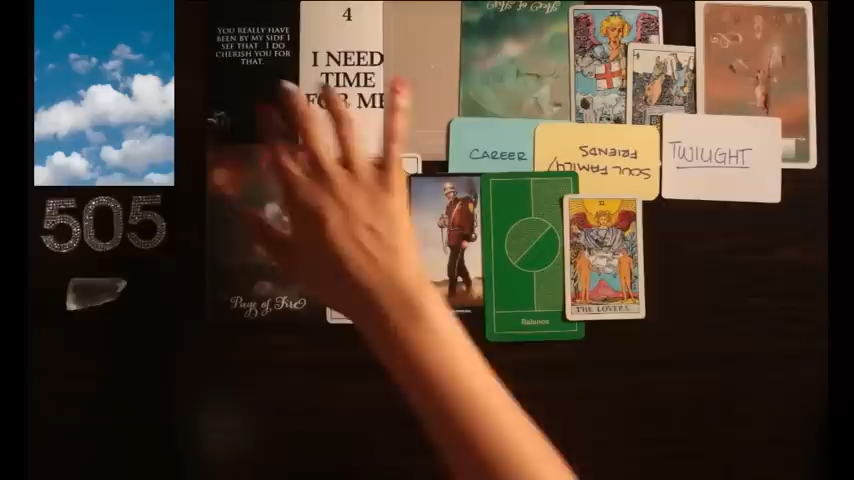 YOU REALLY HAVE
BEEN BY MY SIDE I
SEE THAT. I DO
CHERISH YOU FOR
THAT.
4
I NEED
TIME
FOR ME
CAREER
SOUL FAMILY/
FRIENDS
TWILIGHT
505
Page of Fire
Balance
VI
THE LOVERS.